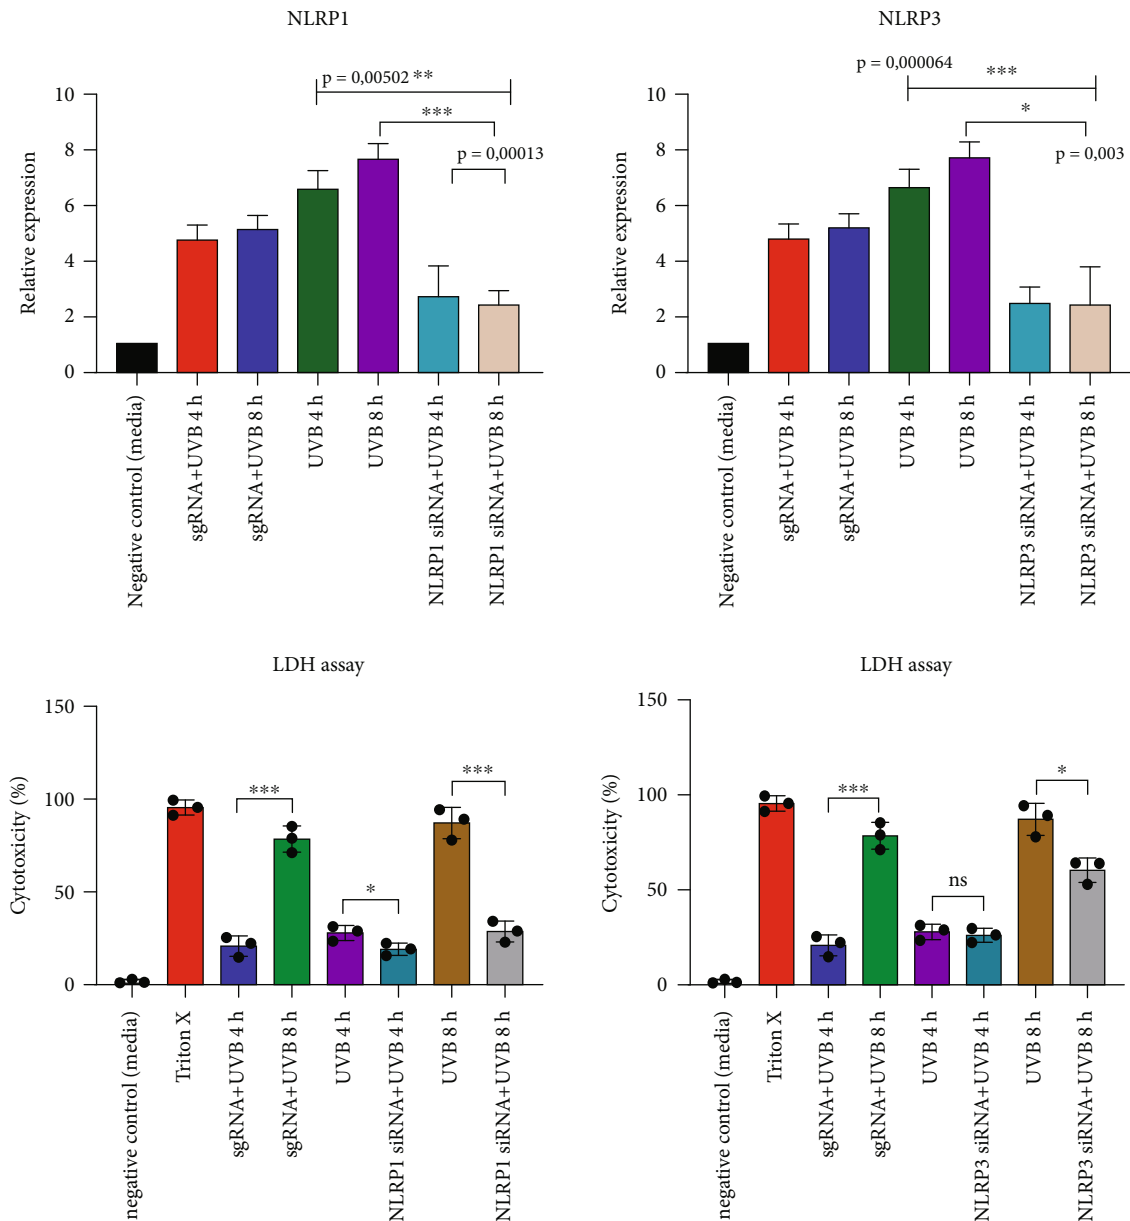 NLRP1
p = 0,00502 **
***
p = 0,00013
Relative expression
10
8
6
4
2
0
Negative control (media)
sgRNA+UVB 4 h
sgRNA+UVB 8 h
UVB 4 h
UVB 8 h
NLRP1 siRNA+UVB 4 h
NLRP1 siRNA+UVB 8 h
NLRP3
p = 0,000064
***
*
p = 0,003
Relative expression
10
8
6
4
2
0
Negative control (media)
sgRNA+UVB 4 h
sgRNA+UVB 8 h
UVB 4 h
UVB 8 h
NLRP3 siRNA+UVB 4 h
NLRP3 siRNA+UVB 8 h
LDH assay
Cytotoxicity (%)
150
100
50
0
***
*
***
negative control (media)
Triton X
sgRNA+UVB 4 h
sgRNA+UVB 8 h
UVB 4 h
NLRP1 siRNA+UVB 4 h
UVB 8 h
NLRP1 siRNA+UVB 8 h
LDH assay
Cytotoxicity (%)
150
100
50
0
***
ns
*
negative control (media)
Triton X
sgRNA+UVB 4 h
sgRNA+UVB 8 h
UVB 4 h
NLRP3 siRNA+UVB 4 h
UVB 8 h
NLRP3 siRNA+UVB 8 h